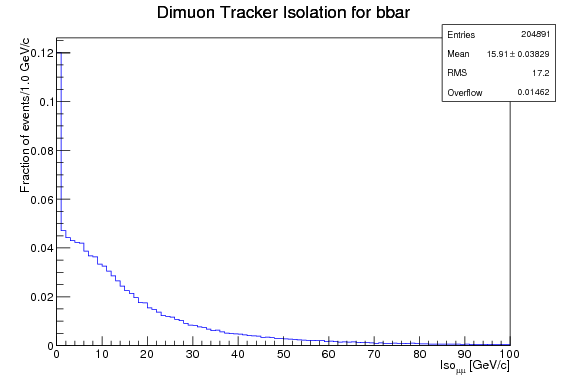 Dimuon Tracker Isolation for bbar
Entries 204891
Mean 15.91 ± 0.03829
RMS 17.2
Overflow 0.01462
Fraction of events/1.0 GeV/c
0.12
0.1
0.08
0.06
0.04
0.02
0
0 10 20 30 40 50 60 70 80 90 100
Iso_μμ [GeV/c]